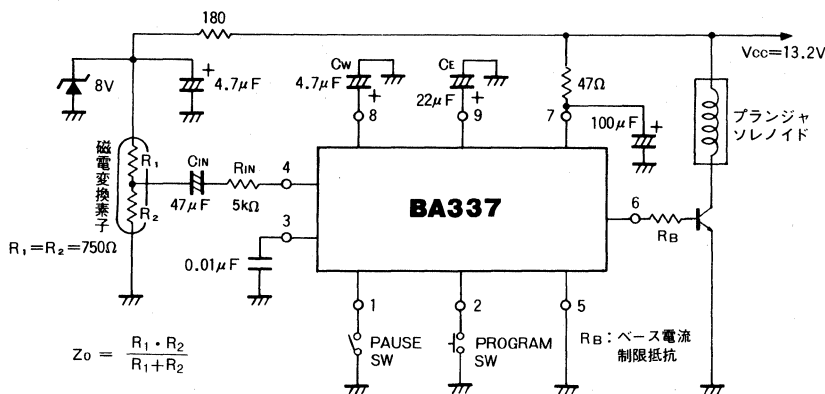 180
Vcc=13.2V
8V
4.7μF
+
Cw
4.7μF
+
8
CE
22μF
+
9
47Ω
7
100μF
+
プランジャ
ソレノイド
磁電変換素子
R1
R2
CIN
47μF
RIN
5kΩ
4
3
0.01μF
BA337
6
RB
R1=R2=750Ω
1
2
5
PAUSE
SW
PROGRAM
SW
RB：ベース電流
制限抵抗
Zo = R1・R2
R1+R2